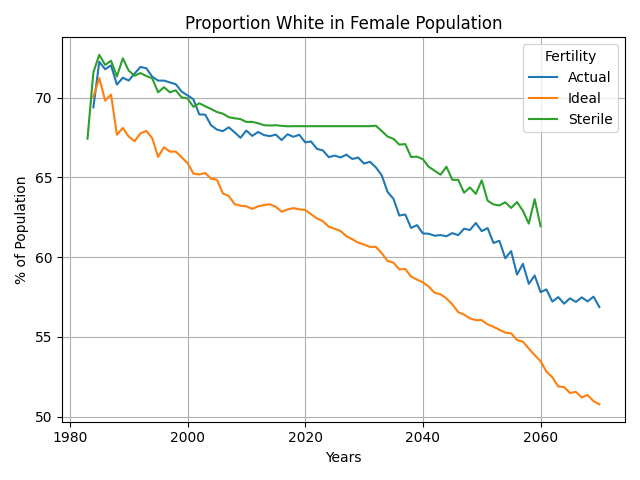 Proportion White in Female Population
% of Population
70
65
60
55
50
1980
2000
2020
2040
2060
Years
Fertility
Actual
Ideal
Sterile